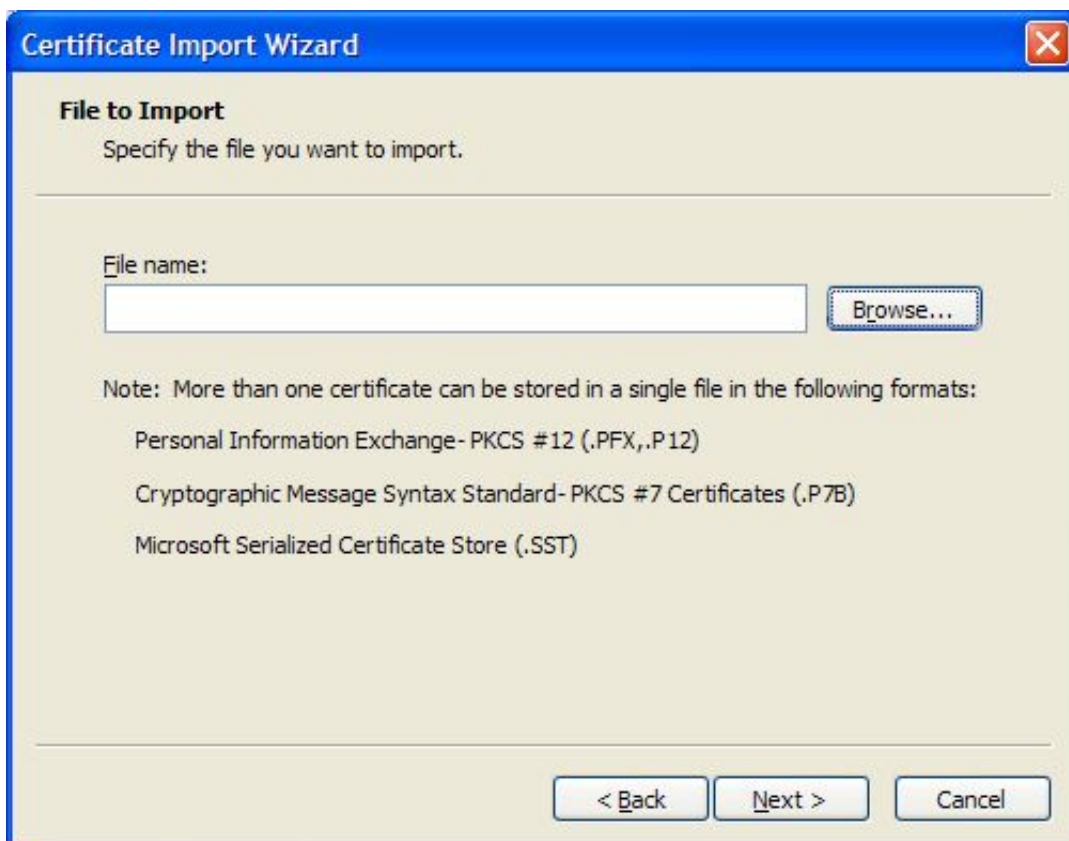 Certificate Import Wizard
File to Import
Specify the file you want to import.
File name:
Browse...
Note: More than one certificate can be stored in a single file in the following formats:
Personal Information Exchange- PKCS #12 (.PFX,.P12)
Cryptographic Message Syntax Standard- PKCS #7 Certificates (.P7B)
Microsoft Serialized Certificate Store (.SST)
< Back
Next >
Cancel